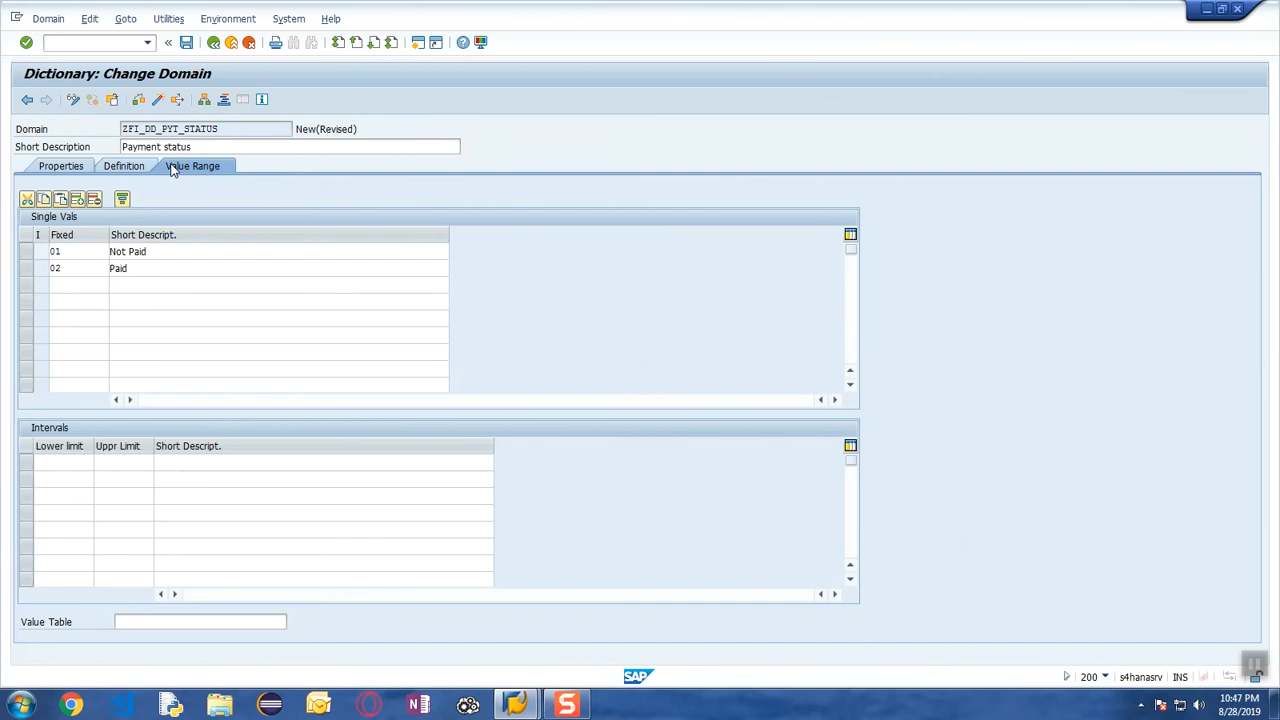 Domain Edit Goto Utilities Environment System Help
Dictionary: Change Domain
Domain ZFI_DD_PYT_STATUS New(Revised)
Short Description Payment status
Properties Definition Value Range
Single Vals
I Fixed Short Descript.
01 Not Paid
02 Paid
Intervals
Lower limit Uppr Limit Short Descript.
Value Table
SAP
200 s4hanasrv INS
10:47 PM
8/28/2019